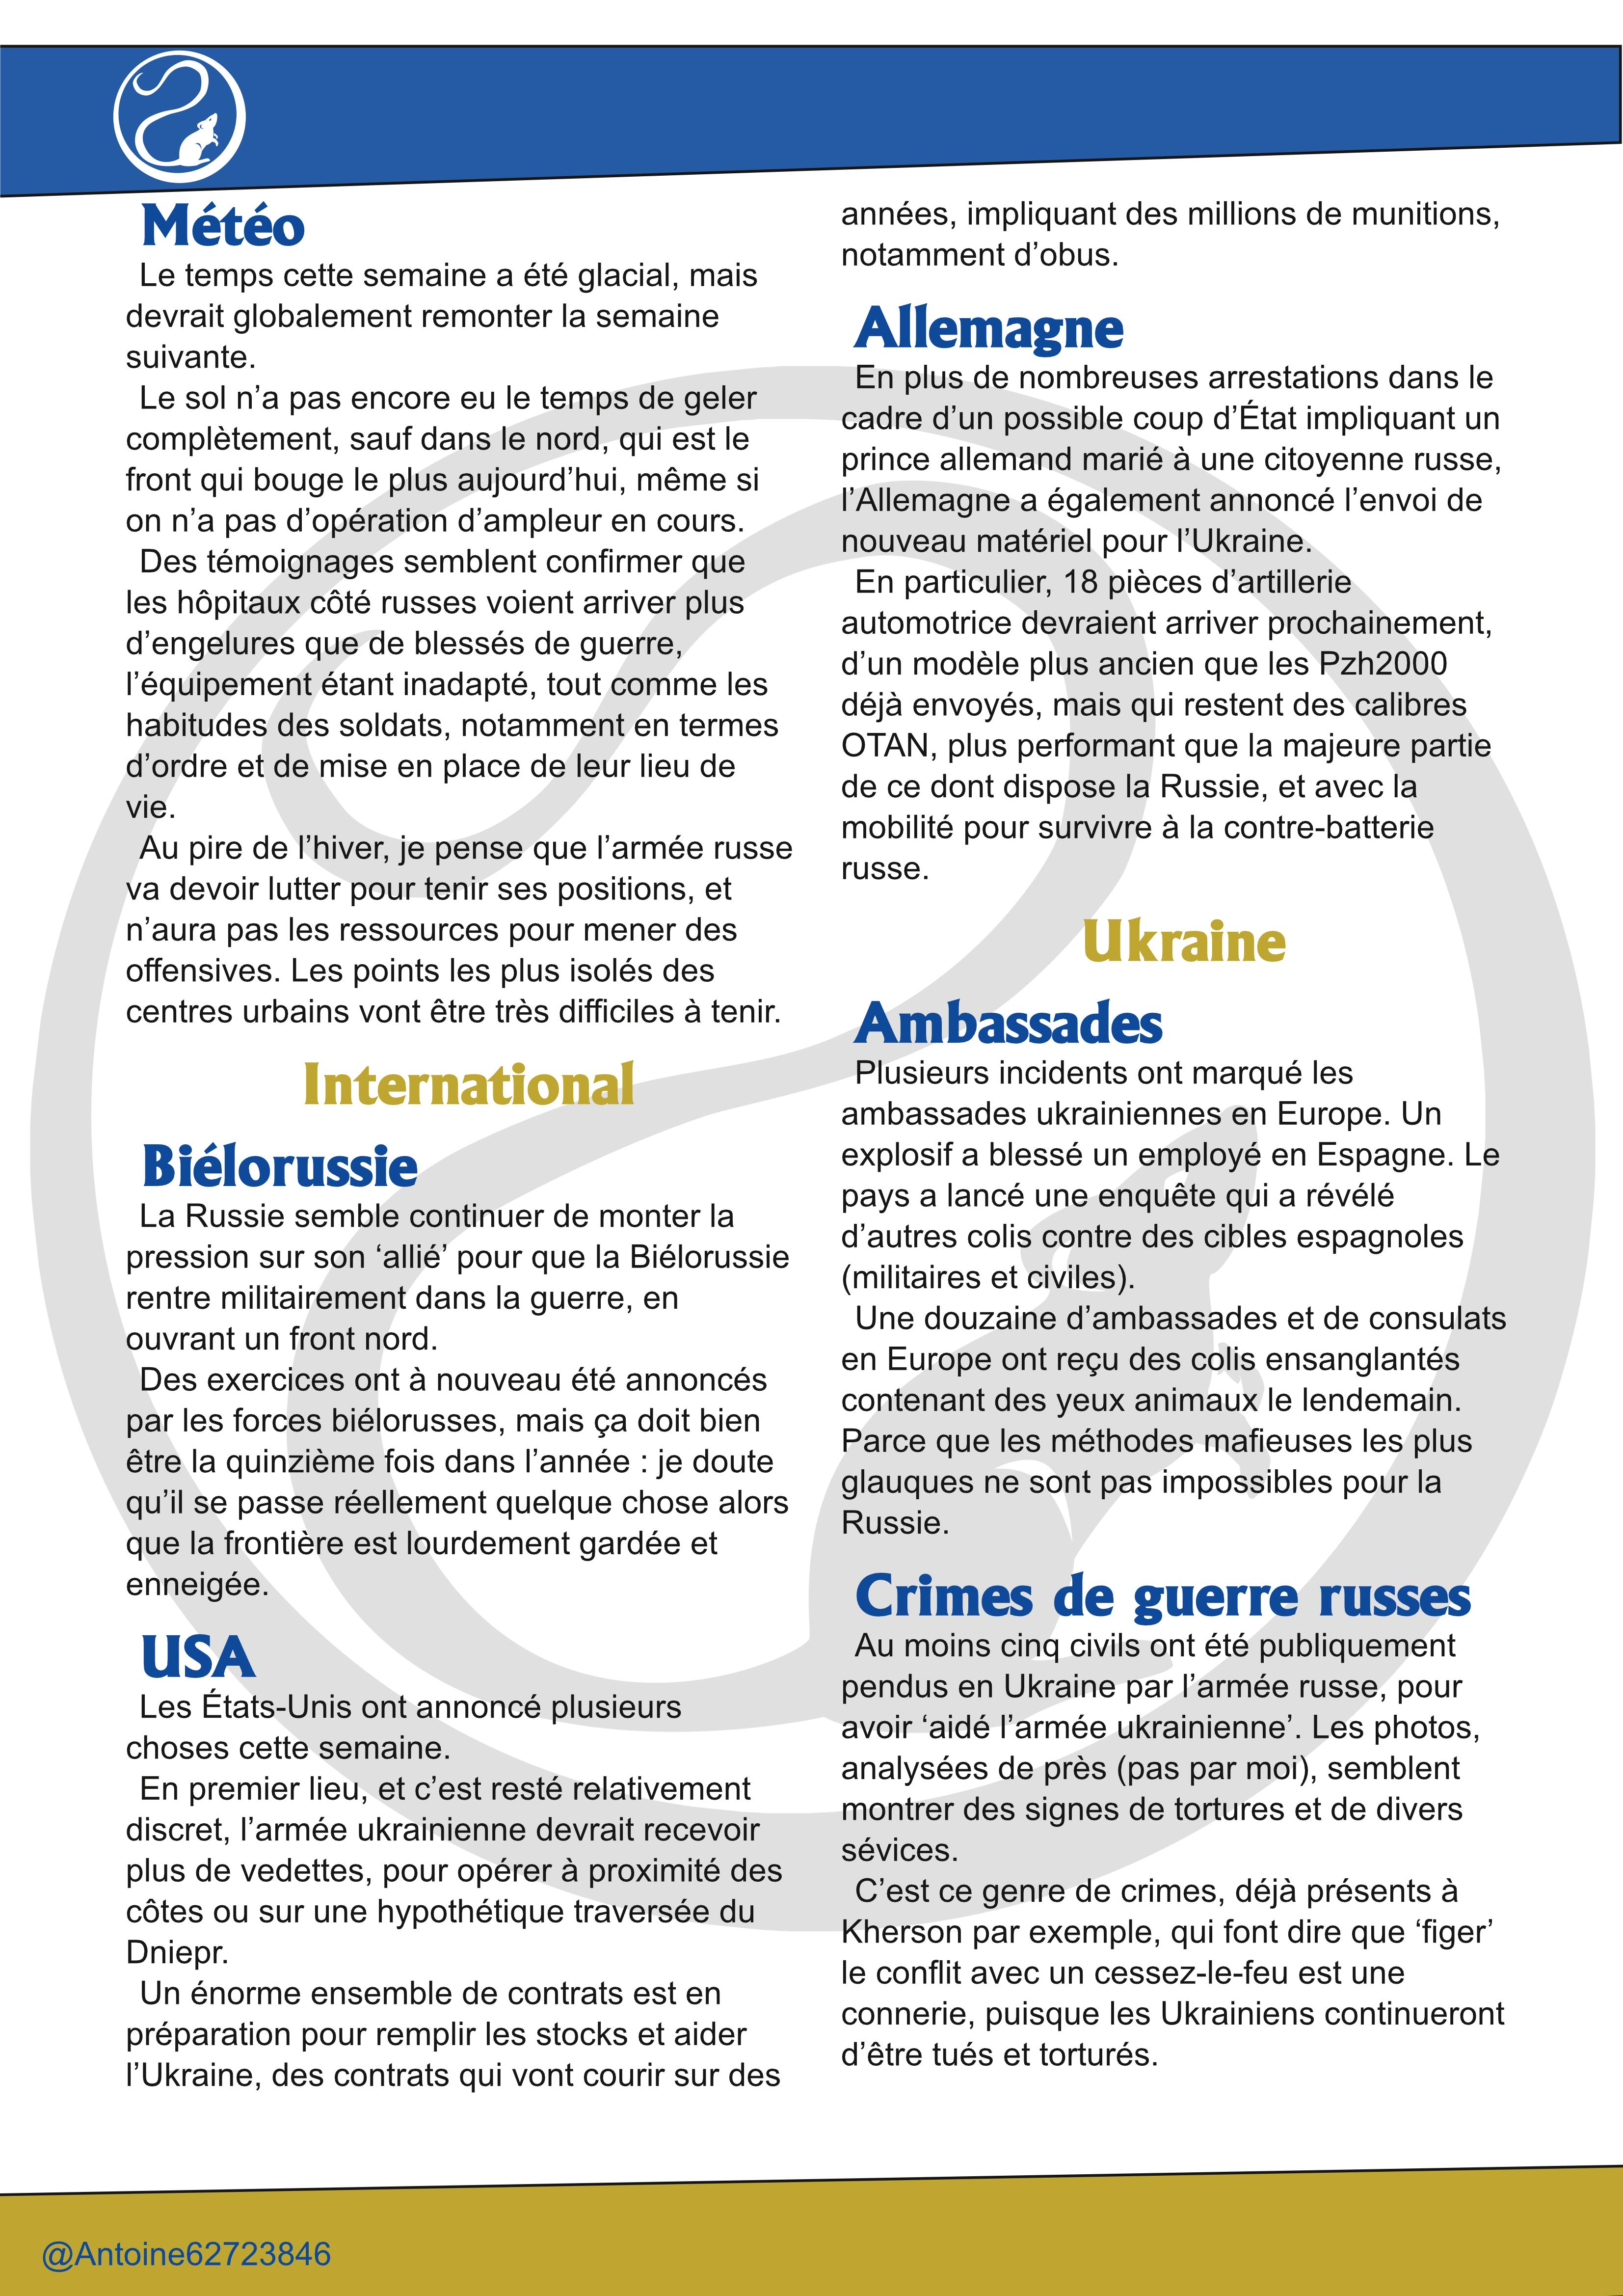 Météo
Le temps cette semaine a été glacial, mais
devrait globalement remonter la semaine
suivante.
Le sol n’a pas encore eu le temps de geler
complètement, sauf dans le nord, qui est le
front qui bouge le plus aujourd’hui, même si
on n’a pas d’opération d’ampleur en cours.
Des témoignages semblent confirmer que
les hôpitaux côté russes voient arriver plus
d’engelures que de blessés de guerre,
l’équipement étant inadapté, tout comme les
habitudes des soldats, notamment en termes
d’ordre et de mise en place de leur lieu de
vie.
Au pire de l’hiver, je pense que l’armée russe
va devoir lutter pour tenir ses positions, et
n’aura pas les ressources pour mener des
offensives. Les points les plus isolés des
centres urbains vont être très difficiles à tenir.
International
Biélorussie
La Russie semble continuer de monter la
pression sur son ‘allié’ pour que la Biélorussie
rentre militairement dans la guerre, en
ouvrant un front nord.
Des exercices ont à nouveau été annoncés
par les forces biélorusses, mais ça doit bien
être la quinzième fois dans l’année : je doute
qu’il se passe réellement quelque chose alors
que la frontière est lourdement gardée et
enneigée.
USA
Les États-Unis ont annoncé plusieurs
choses cette semaine.
En premier lieu, et c’est resté relativement
discret, l’armée ukrainienne devrait recevoir
plus de vedettes, pour opérer à proximité des
côtes ou sur une hypothétique traversée du
Dniepr.
Un énorme ensemble de contrats est en
préparation pour remplir les stocks et aider
l’Ukraine, des contrats qui vont courir sur des
années, impliquant des millions de munitions,
notamment d’obus.
Allemagne
En plus de nombreuses arrestations dans le
cadre d’un possible coup d’État impliquant un
prince allemand marié à une citoyenne russe,
l’Allemagne a également annoncé l’envoi de
nouveau matériel pour l’Ukraine.
En particulier, 18 pièces d’artillerie
automotrice devraient arriver prochainement,
d’un modèle plus ancien que les Pzh2000
déjà envoyés, mais qui restent des calibres
OTAN, plus performant que la majeure partie
de ce dont dispose la Russie, et avec la
mobilité pour survivre à la contre-batterie
russe.
Ukraine
Ambassades
Plusieurs incidents ont marqué les
ambassades ukrainiennes en Europe. Un
explosif a blessé un employé en Espagne. Le
pays a lancé une enquête qui a révélé
d’autres colis contre des cibles espagnoles
(militaires et civiles).
Une douzaine d’ambassades et de consulats
en Europe ont reçu des colis ensanglantés
contenant des yeux animaux le lendemain.
Parce que les méthodes mafieuses les plus
glauques ne sont pas impossibles pour la
Russie.
Crimes de guerre russes
Au moins cinq civils ont été publiquement
pendus en Ukraine par l’armée russe, pour
avoir ‘aidé l’armée ukrainienne’. Les photos,
analysées de près (pas par moi), semblent
montrer des signes de tortures et de divers
sévices.
C’est ce genre de crimes, déjà présents à
Kherson par exemple, qui font dire que ‘figer’
le conflit avec un cessez-le-feu est une
connerie, puisque les Ukrainiens continueront
d’être tués et torturés.
@Antoine62723846